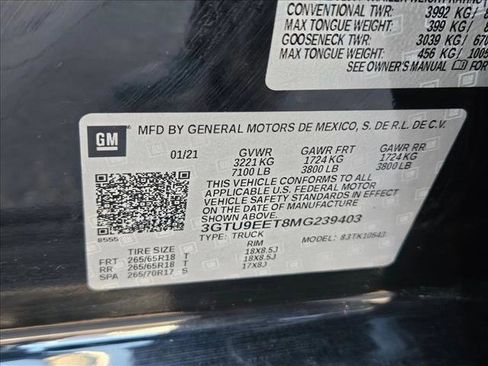 CONVENTIONAL TWR: 3992 KG /
MAX TONGUE WEIGHT: 399 KG /
GOOSENECK TWR: 3039 KG / 670
MAX TONGUE WEIGHT: 456 KG / 1005
SEE OWNER'S MANUAL FOR
GM MFD BY GENERAL MOTORS DE MEXICO, S. DE R.L. DE C.V.
01/21 GVWR GAWR FRT GAWR RR
3221 KG 1724 KG 1724 KG
7100 LB 3800 LB 3800 LB
THIS VEHICLE CONFORMS TO ALL
APPLICABLE U.S. FEDERAL MOTOR
VEHICLE SAFETY STANDARDS IN EFFECT
ON THE DATE OF MANUFACTURE
SHOWN ABOVE.
3GTU9EET8MG239403
8555 TYPE: TRUCK MODEL: 83TK10543
TIRE SIZE RIM
FRT 265/65R18 T 18X8.5J
RR 265/65R18 T 18X8.5J
SPA 265/70R17 S 17X8J